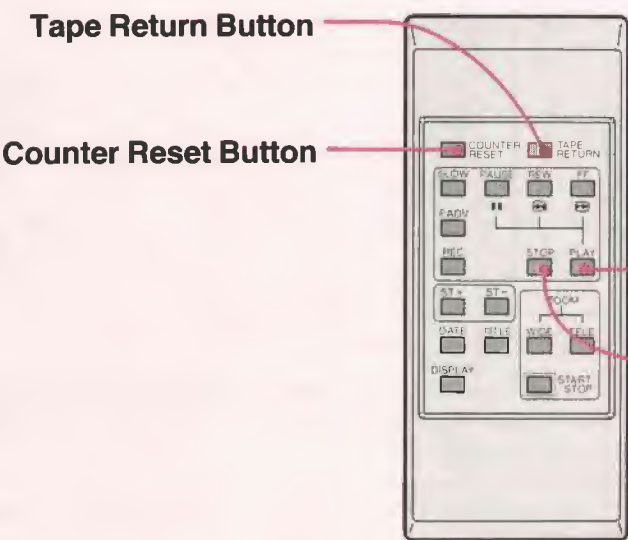 Tape Return Button
Counter Reset Button
COUNTER RESET
TAPE RETURN
SLOW PAUSE REW FF
F.ADV
REC STOP PLAY
ST+ ST-
ZOOM
DATE TITLE WIDE TELE
DISPLAY
START STOP